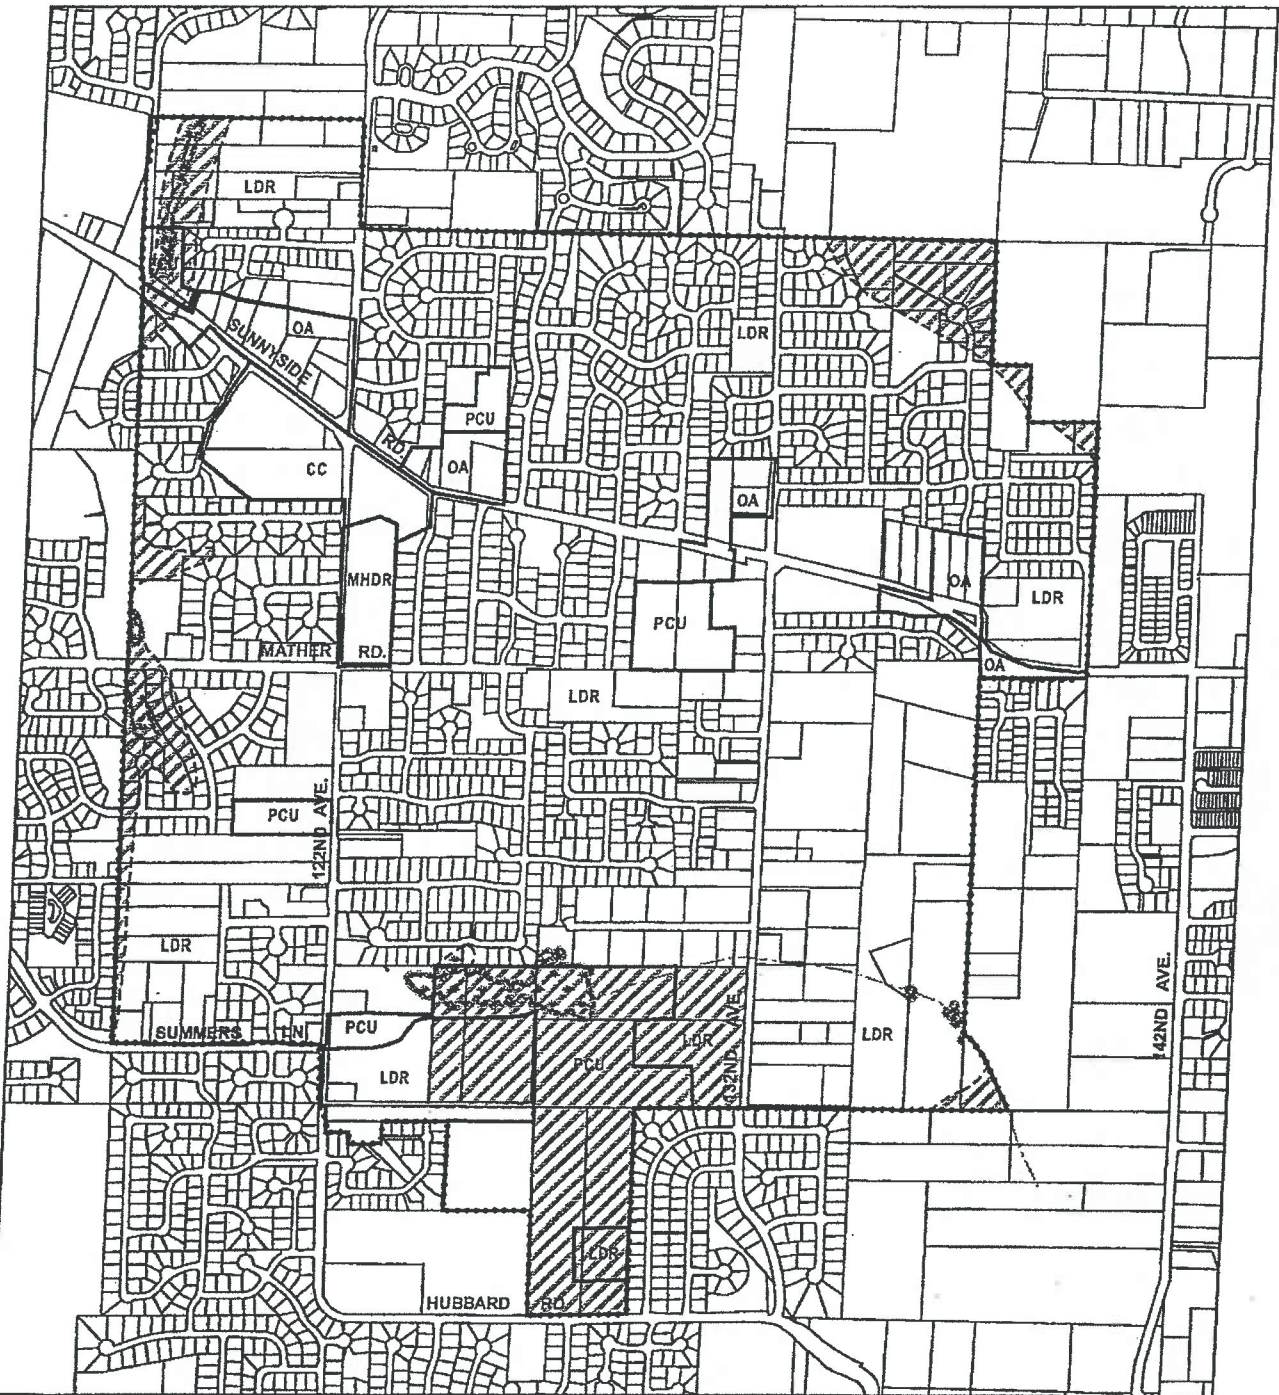 LDR
SUNNYSIDE
OA
LDR
RD.
PCU
OA
CC
OA
MHDR
OA
LDR
PCU
MATHER RD.
OA
LDR
122ND AVE.
PCU
LDR
142ND AVE.
SUMMERS LN.
PCU
LDR
PCU
LDR
132ND. AVE.
LDR
LDR
HUBBARD RD.